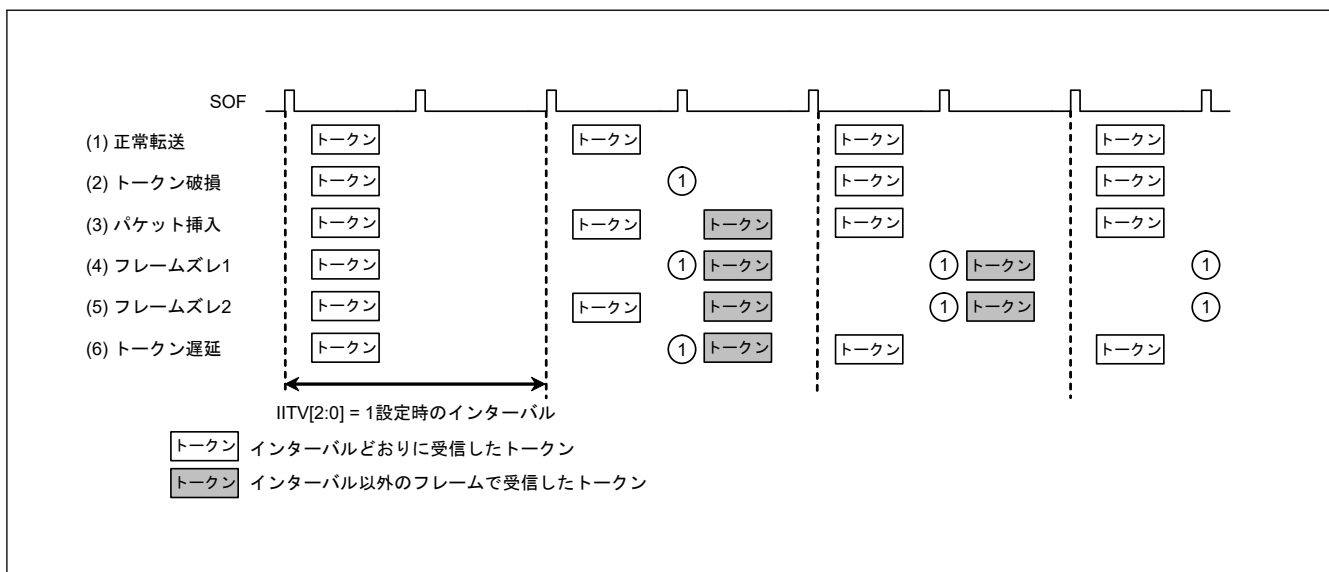 SOF
(1) 正常転送 トークン トークン トークン トークン
(2) トークン破損 トークン 1 トークン トークン
(3) パケット挿入 トークン トークン トークン トークン トークン
(4) フレームズレ1 トークン 1 トークン 1 トークン 1
(5) フレームズレ2 トークン トークン トークン 1 トークン 1
(6) トークン遅延 トークン 1 トークン トークン トークン
IITV[2:0] = 1設定時のインターバル
トークン インターバルどおりに受信したトークン
トークン インターバル以外のフレームで受信したトークン